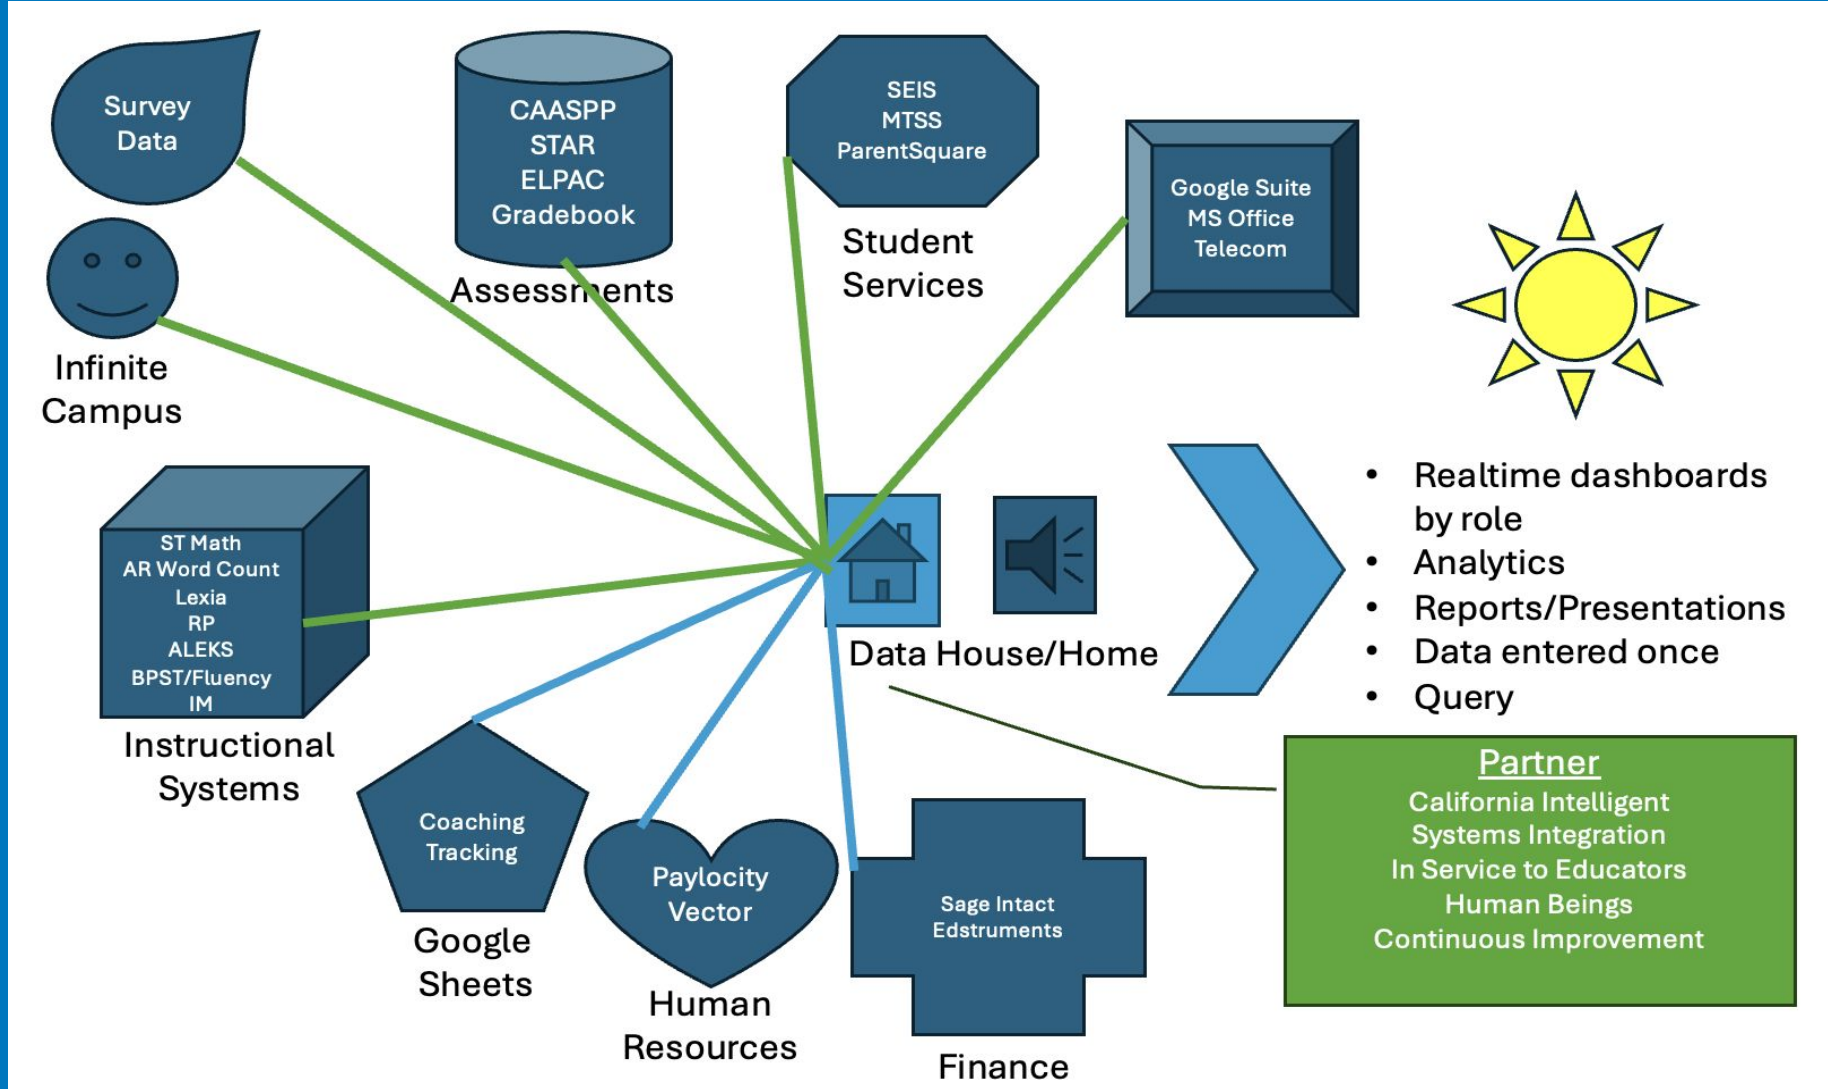 Survey
Data
CAASPP
STAR
ELPAC
Gradebook
Assessments
SEIS
MTSS
ParentSquare
Student
Services
Google Suite
MS Office
Telecom
Infinite
Campus
ST Math
AR Word Count
Lexia
RP
ALEKS
BPST/Fluency
IM
Instructional
Systems
Data House/Home
• Realtime dashboards
by role
• Analytics
• Reports/Presentations
• Data entered once
• Query
Coaching
Tracking
Google
Sheets
Paylocity
Vector
Human
Resources
Sage Intact
Edstruments
Finance
Partner
California Intelligent
Systems Integration
In Service to Educators
Human Beings
Continuous Improvement